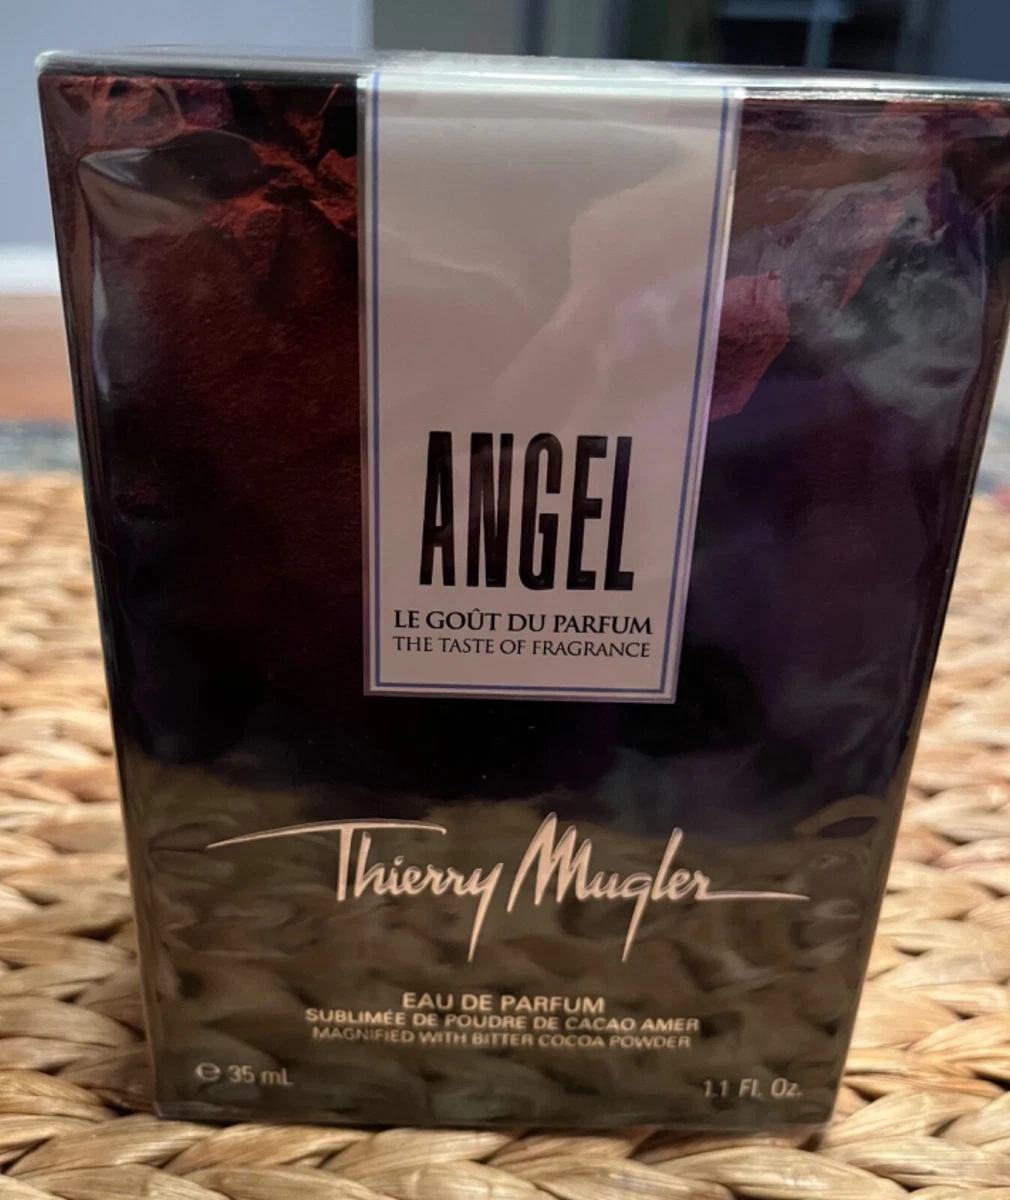 ANGEL
LE GOÛT DU PARFUM
THE TASTE OF FRAGRANCE
Thierry Mugler
EAU DE PARFUM
SUBLIMÉE DE POUDRE DE CACAO AMER
MAGNIFIED WITH BITTER COCOA POWDER
℮ 35 mL
1.1 Fl. Oz.